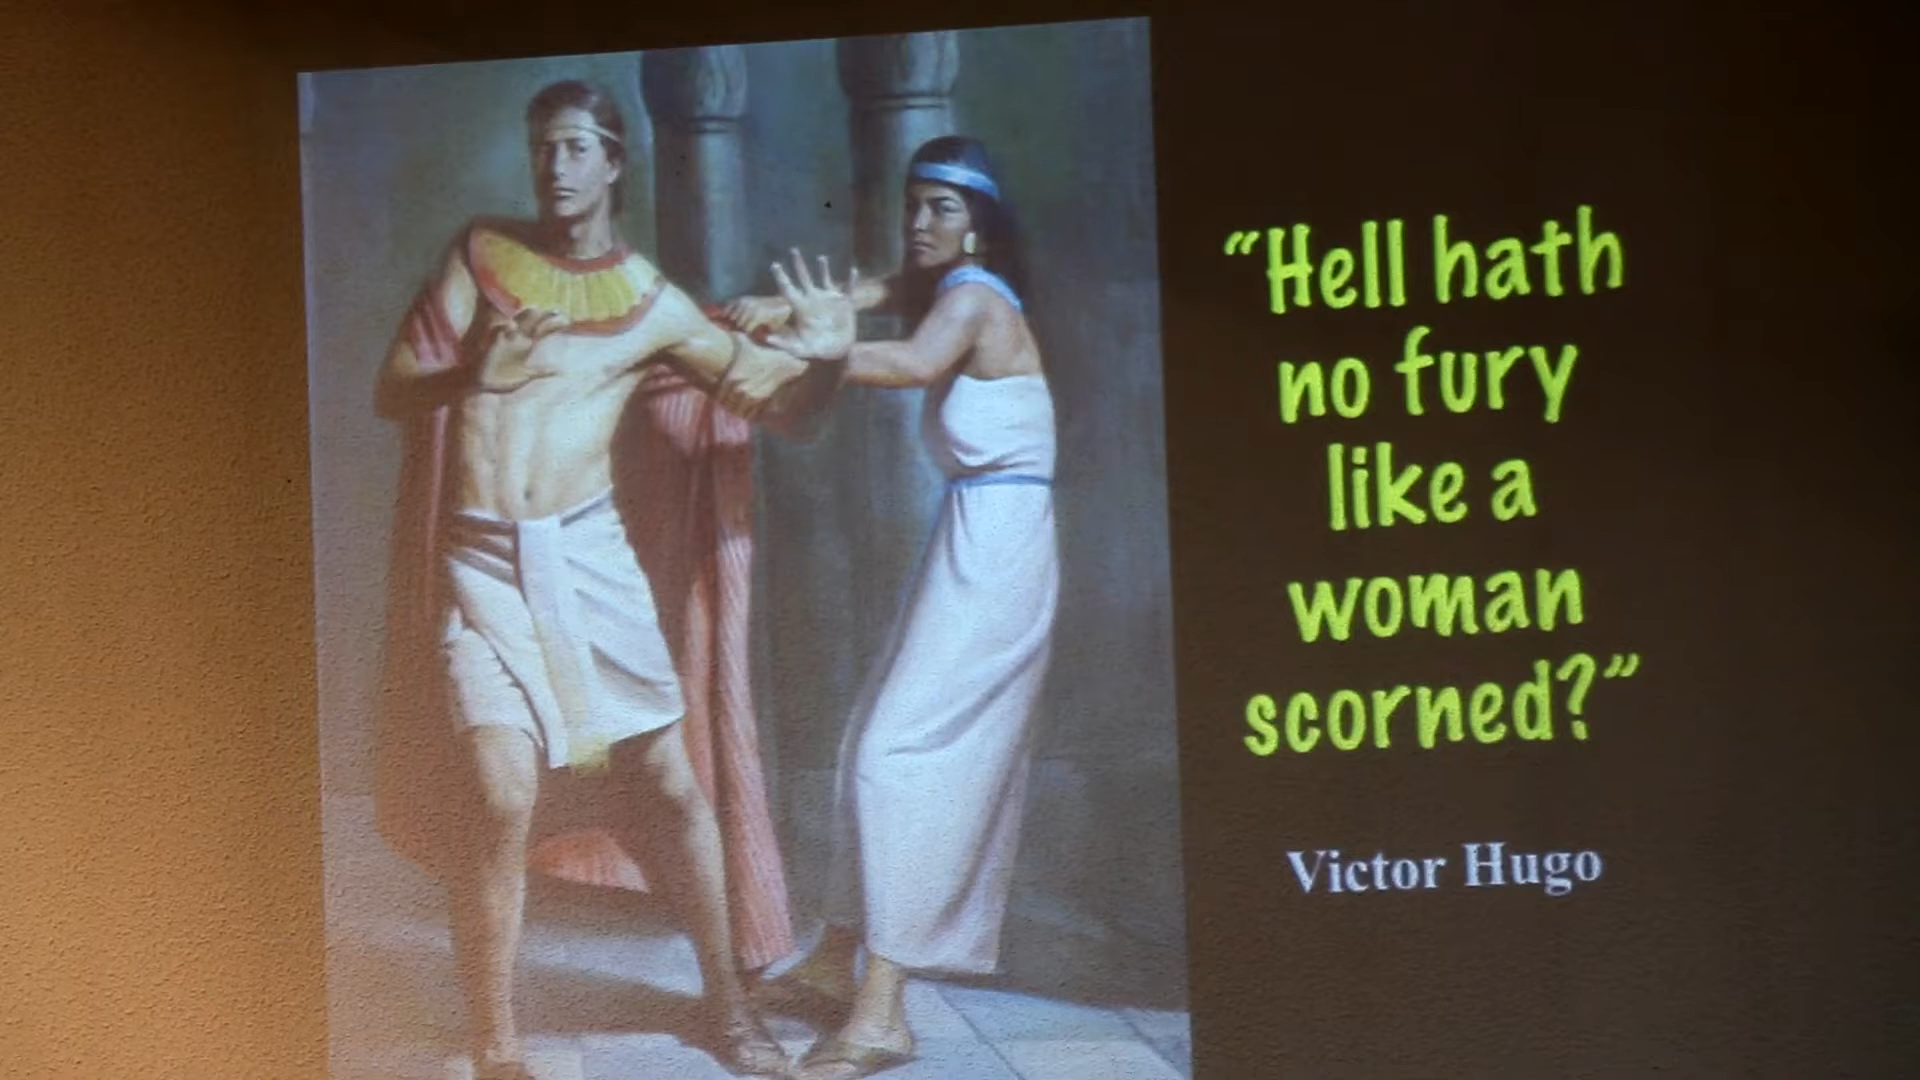 “Hell hath
no fury
like a
woman
scorned?”
Victor Hugo